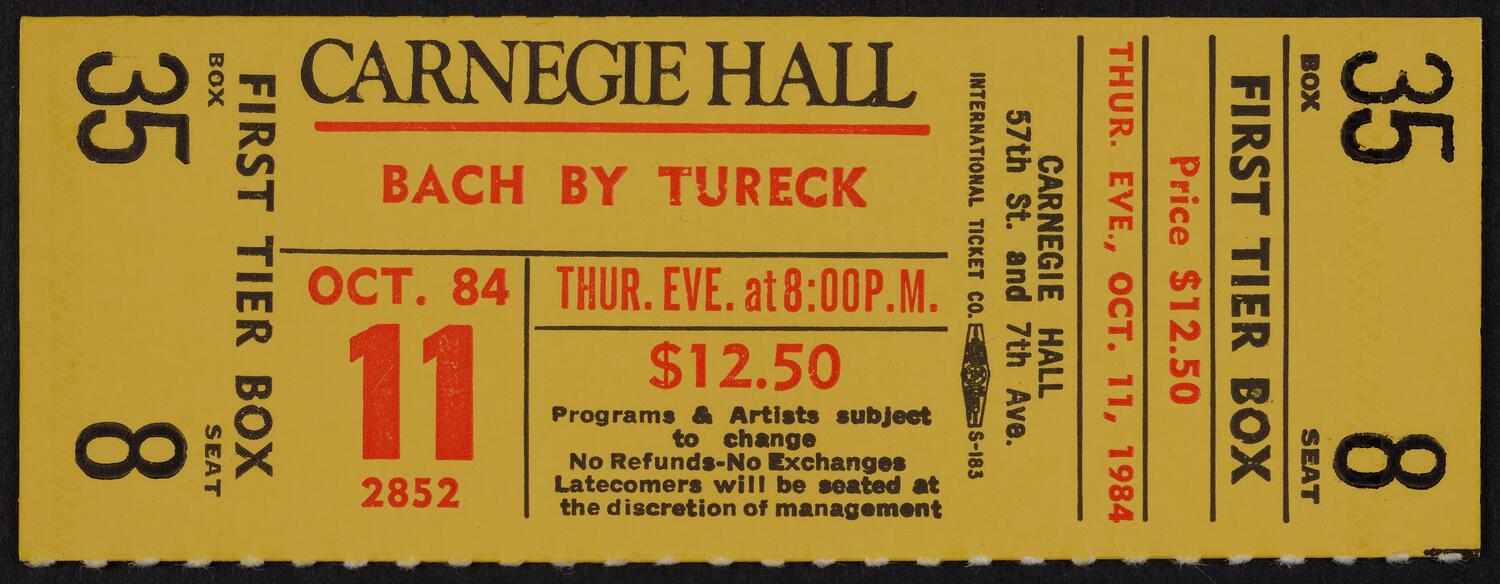 35
BOX
8
SEAT
FIRST TIER BOX
CARNEGIE HALL
BACH BY TURECK
OCT. 84
11
2852
THUR. EVE. at 8:00 P.M.
$12.50
Programs & Artists subject
to change
No Refunds-No Exchanges
Latecomers will be seated at
the discretion of management
INTERNATIONAL TICKET CO. S-183
CARNEGIE HALL
57th St. and 7th Ave.
THUR. EVE., OCT. 11, 1984
Price $12.50
FIRST TIER BOX
BOX
35
SEAT
8